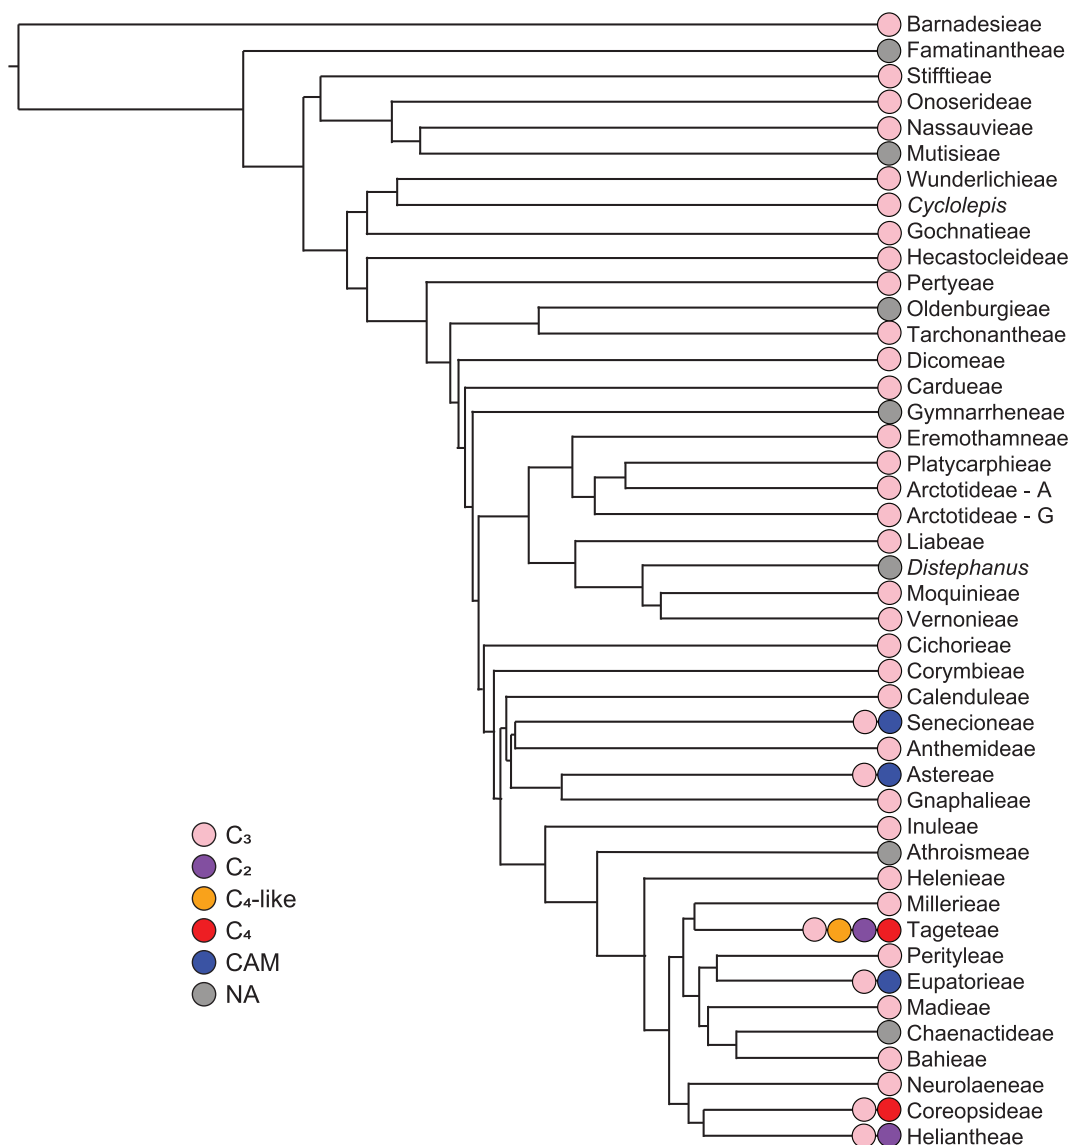 Barnadesieae
Famatinantheae
Stifftieae
Onoserideae
Nassauvieae
Mutisieae
Wunderlichieae
Cyclolepis
Gochnatieae
Hecastocleideae
Pertyeae
Oldenburgieae
Tarchonantheae
Dicomeae
Cardueae
Gymnarrheneae
Eremothamneae
Platycarphieae
Arctotideae - A
Arctotideae - G
Liabeae
Distephanus
Moquinieae
Vernonieae
Cichorieae
Corymbieae
Calenduleae
Senecioneae
Anthemideae
Astereae
Gnaphalieae
Inuleae
Athroismeae
Helenieae
Millerieae
Tageteae
Perityleae
Eupatorieae
Madieae
Chaenactideae
Bahieae
Neurolaeneae
Coreopsideae
Heliantheae
C₃
C₂
C₄-like
C₄
CAM
NA